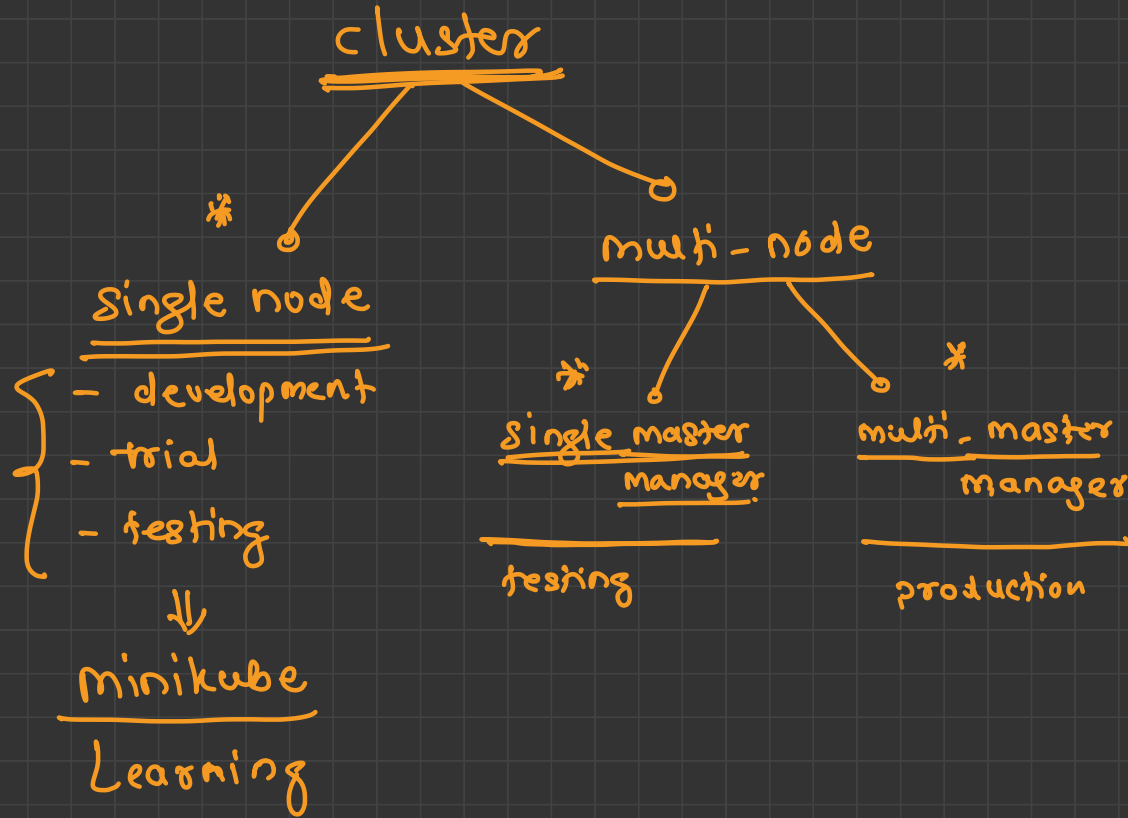 cluster
*
multi - node
single node
- development
- trial
- testing
⇓
minikube
Learning
*
single master
manager
testing
*
multi - master
manager
production